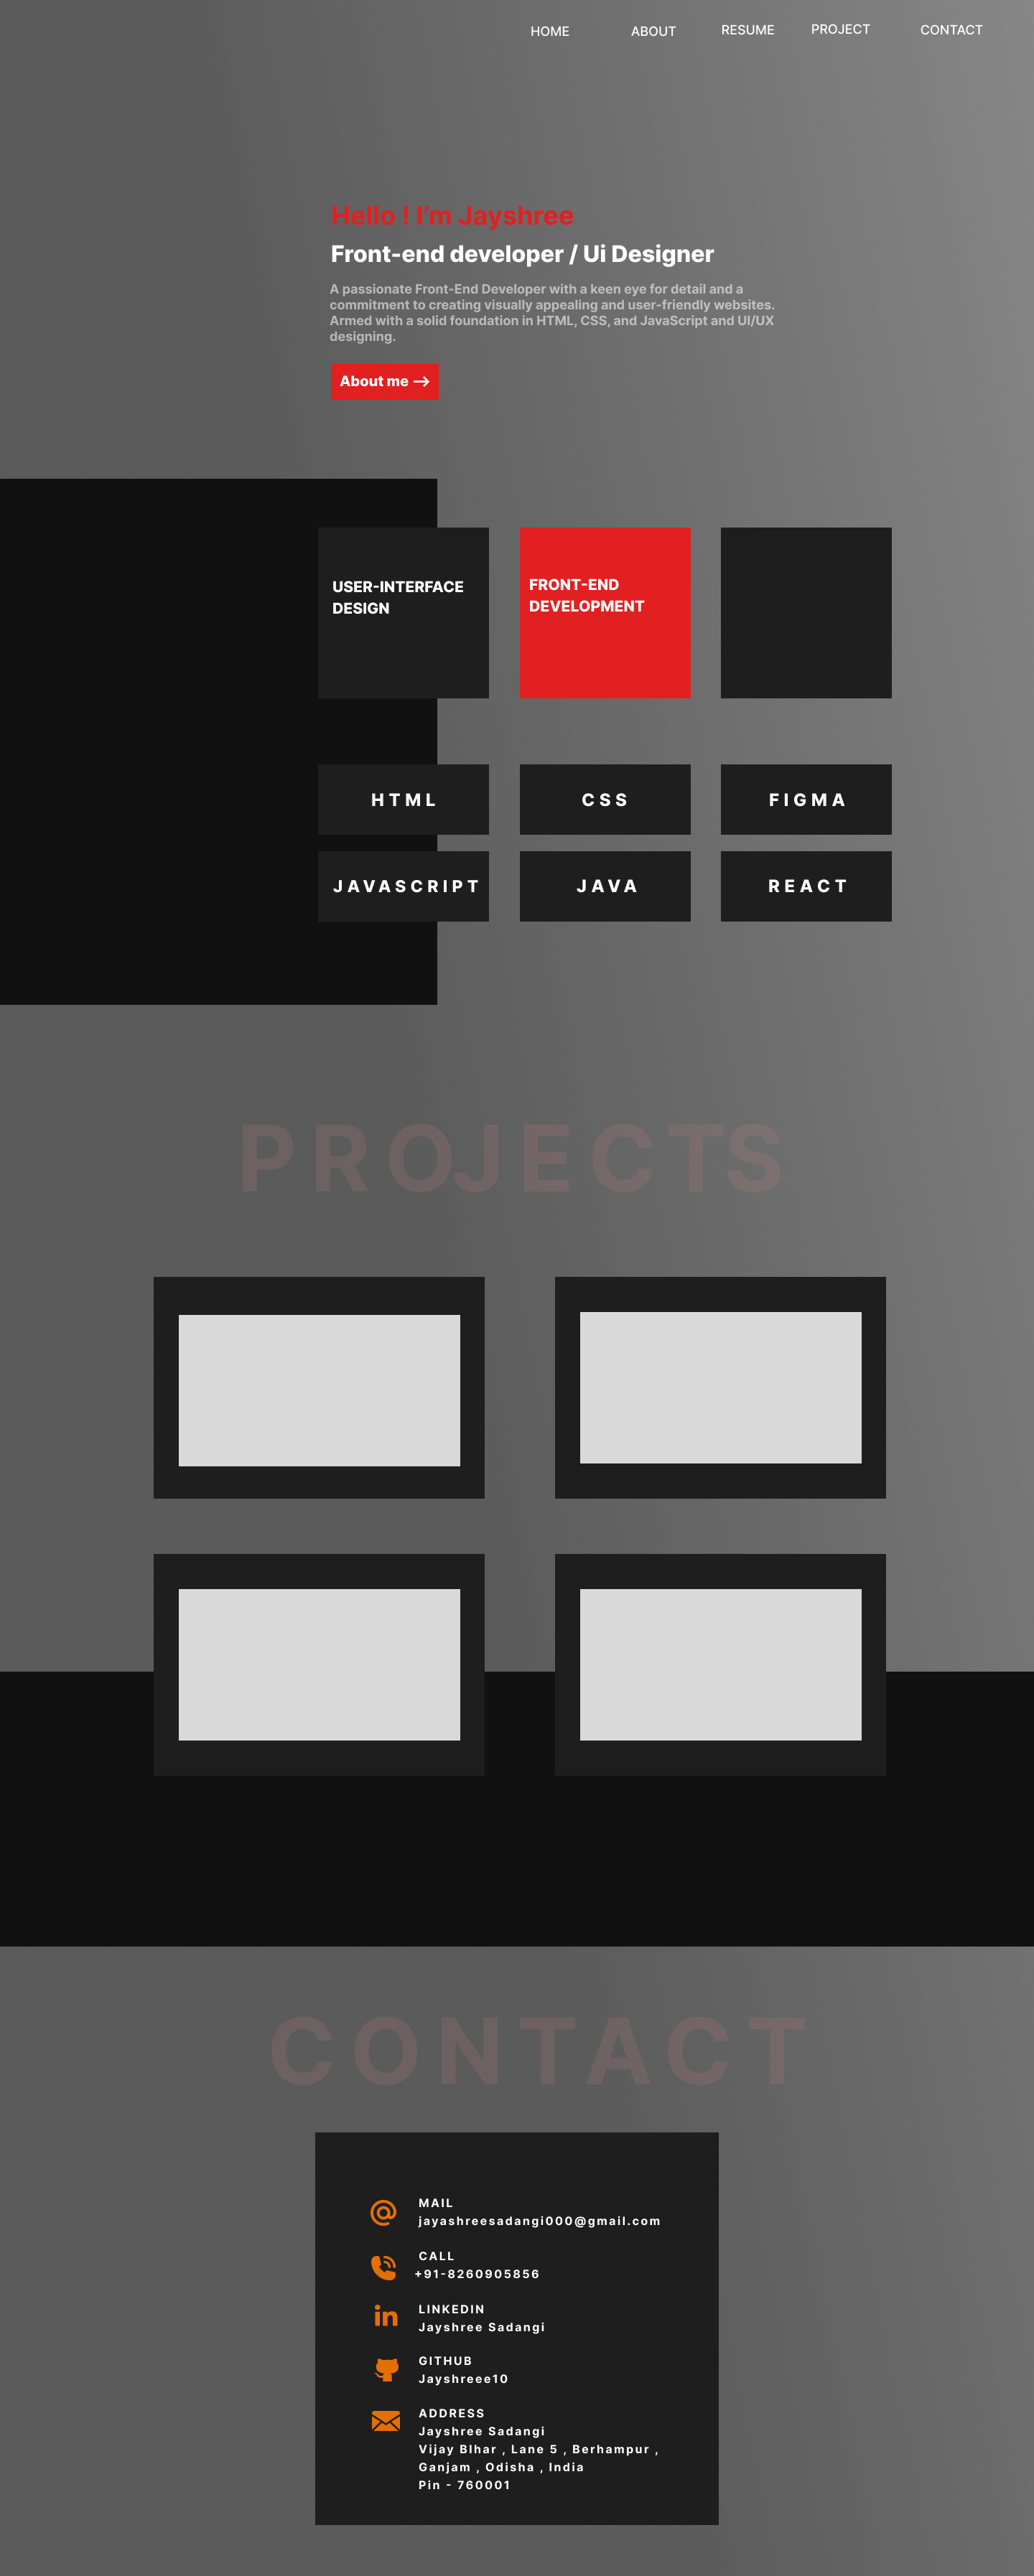 HOME ABOUT RESUME PROJECT CONTACT
Hello ! I'm Jayshree
Front-end developer / Ui Designer
A passionate Front-End Developer with a keen eye for detail and a
commitment to creating visually appealing and user-friendly websites.
Armed with a solid foundation in HTML, CSS, and JavaScript and UI/UX
designing.
About me →
USER-INTERFACE
DESIGN
FRONT-END
DEVELOPMENT
HTML CSS FIGMA
JAVASCRIPT JAVA REACT
PROJECTS
CONTACT
MAIL
jayashreesadangi000@gmail.com
CALL
+91-8260905856
LINKEDIN
Jayshree Sadangi
GITHUB
Jayshreee10
ADDRESS
Jayshree Sadangi
Vijay BIhar , Lane 5 , Berhampur ,
Ganjam , Odisha , India
Pin - 760001